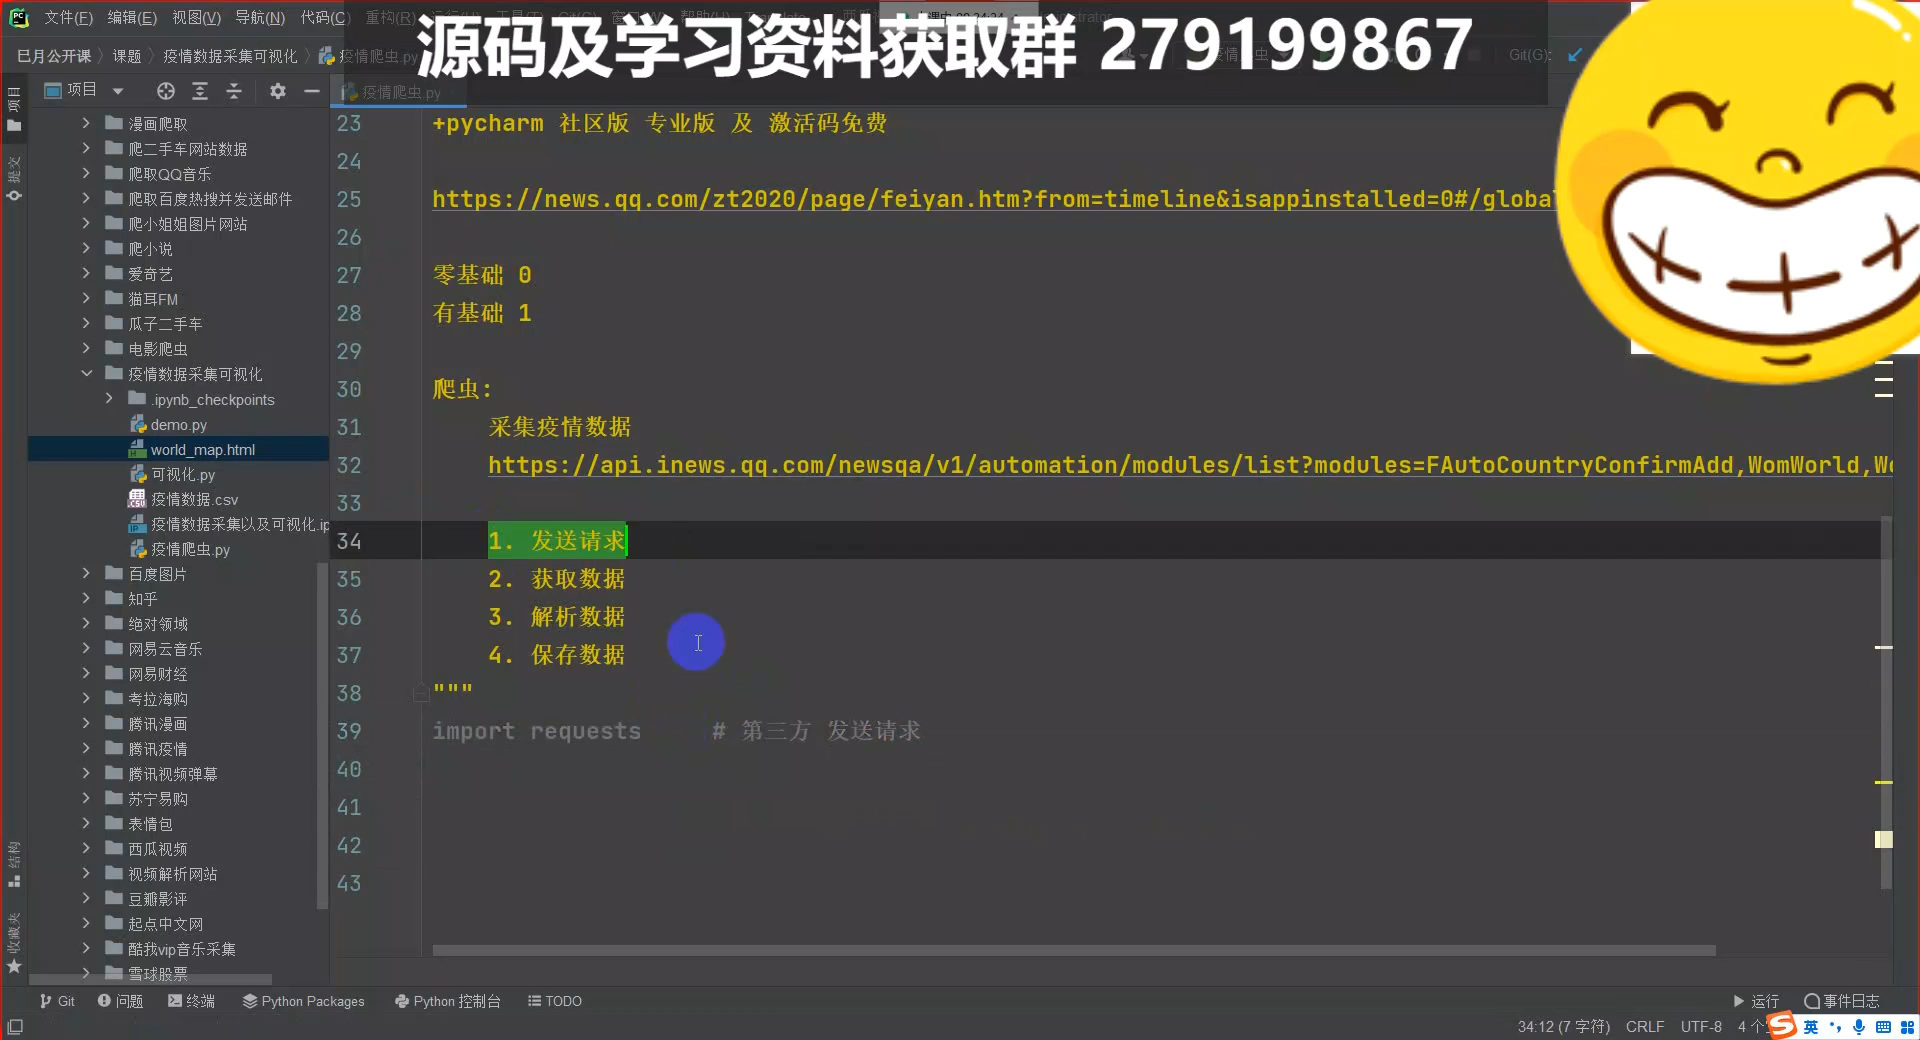 文件(F) 编辑(E) 视图(V) 导航(N) 代码(C) 重构(R)
源码及学习资料获取群 279199867
巳月公开课 课题 疫情数据采集可视化 疫情爬虫.py
Git(G):
项目
疫情爬虫.py
项目
提交
结构
收藏夹
漫画爬取
爬二手车网站数据
爬取QQ音乐
爬取百度热搜并发送邮件
爬小姐姐图片网站
爬小说
爱奇艺
猫耳FM
瓜子二手车
电影爬虫
疫情数据采集可视化
.ipynb_checkpoints
demo.py
world_map.html
可视化.py
疫情数据.csv
疫情数据采集以及可视化.ip
疫情爬虫.py
百度图片
知乎
绝对领域
网易云音乐
网易财经
考拉海购
腾讯漫画
腾讯疫情
腾讯视频弹幕
苏宁易购
表情包
西瓜视频
视频解析网站
豆瓣影评
起点中文网
酷我vip音乐采集
雪球股票
23 +pycharm 社区版 专业版 及 激活码免费
24
25 https://news.qq.com/zt2020/page/feiyan.htm?from=timeline&isappinstalled=0#/global
26
27 零基础 0
28 有基础 1
29
30 爬虫:
31 采集疫情数据
32 https://api.inews.qq.com/newsqa/v1/automation/modules/list?modules=FAutoCountryConfirmAdd,WomWorld,Wo
33
34 1. 发送请求
35 2. 获取数据
36 3. 解析数据
37 4. 保存数据
38 """
39 import requests # 第三方 发送请求
40
41
42
43
Git 问题 终端 Python Packages Python 控制台 TODO 运行 事件日志
34:12 (7 字符) CRLF UTF-8 4 个 英